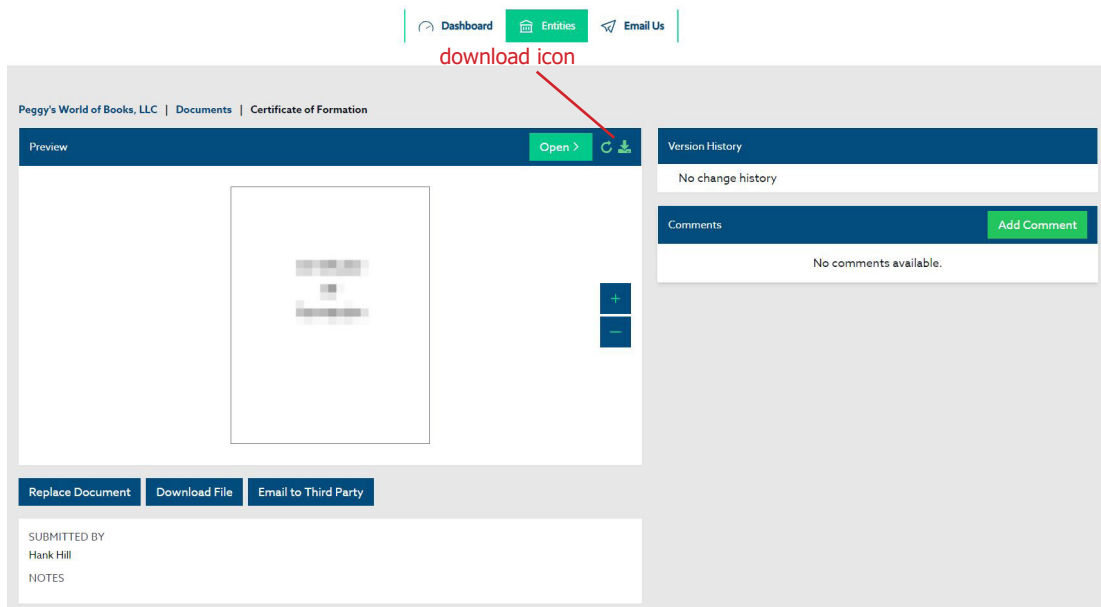 Dashboard Entities Email Us
download icon
Peggy's World of Books, LLC | Documents | Certificate of Formation
Preview Open >
Version History
No change history
Comments Add Comment
No comments available.
+
−
Replace Document Download File Email to Third Party
SUBMITTED BY
Hank Hill
NOTES